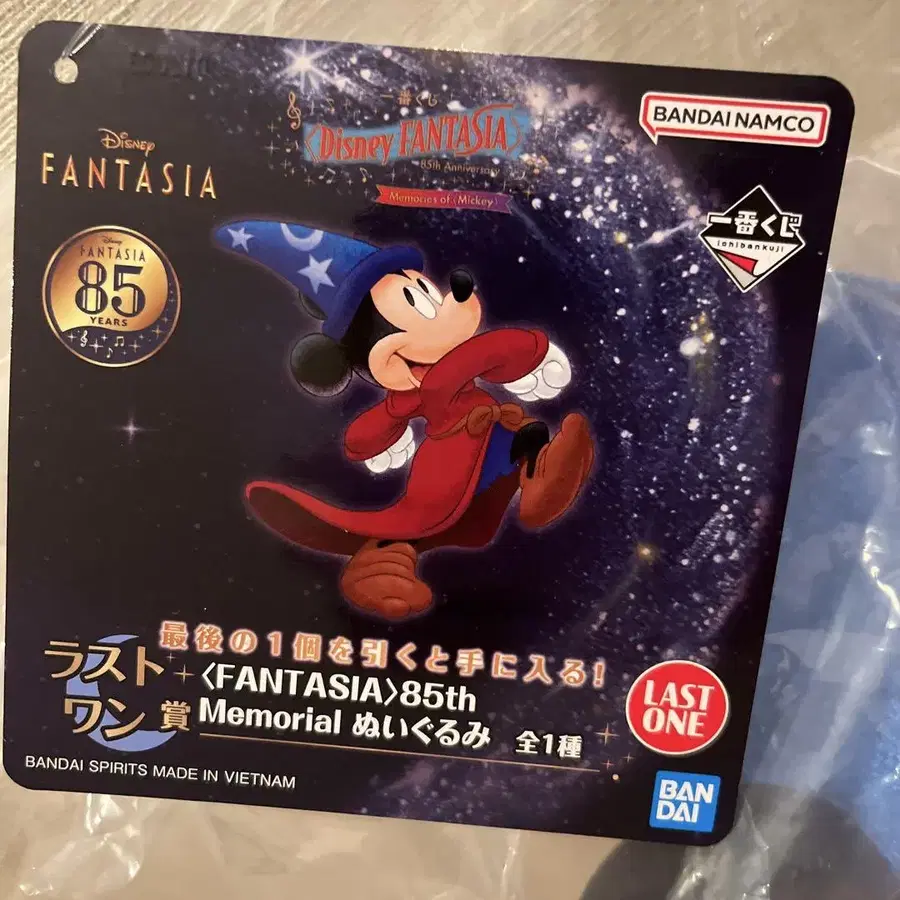 Disney
FANTASIA
Disney
FANTASIA
85
YEARS
一番くじ
Disney FANTASIA
85th Anniversary
Memories of〈Mickey〉
BANDAI NAMCO
一番くじ
ichibankuji
最後の1個を引くと手に入る!
ラスト
ワン賞
〈FANTASIA〉85th
Memorial ぬいぐるみ 全1種
LAST
ONE
BANDAI SPIRITS MADE IN VIETNAM
BAN
DAI